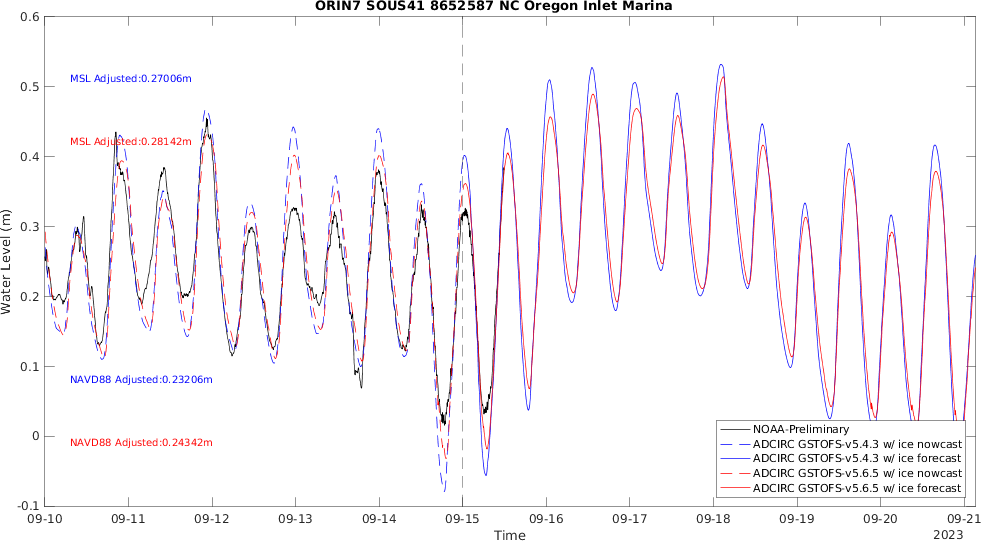 ORIN7 SOUS41 8652587 NC Oregon Inlet Marina
0.6
0.5
0.4
0.3
0.2
0.1
0
-0.1
Water Level (m)
MSL Adjusted:0.27006m
MSL Adjusted:0.28142m
NAVD88 Adjusted:0.23206m
NAVD88 Adjusted:0.24342m
NOAA-Preliminary
ADCIRC GSTOFS-v5.4.3 w/ ice nowcast
ADCIRC GSTOFS-v5.4.3 w/ ice forecast
ADCIRC GSTOFS-v5.6.5 w/ ice nowcast
ADCIRC GSTOFS-v5.6.5 w/ ice forecast
09-10 09-11 09-12 09-13 09-14 09-15 09-16 09-17 09-18 09-19 09-20 09-21
Time
2023